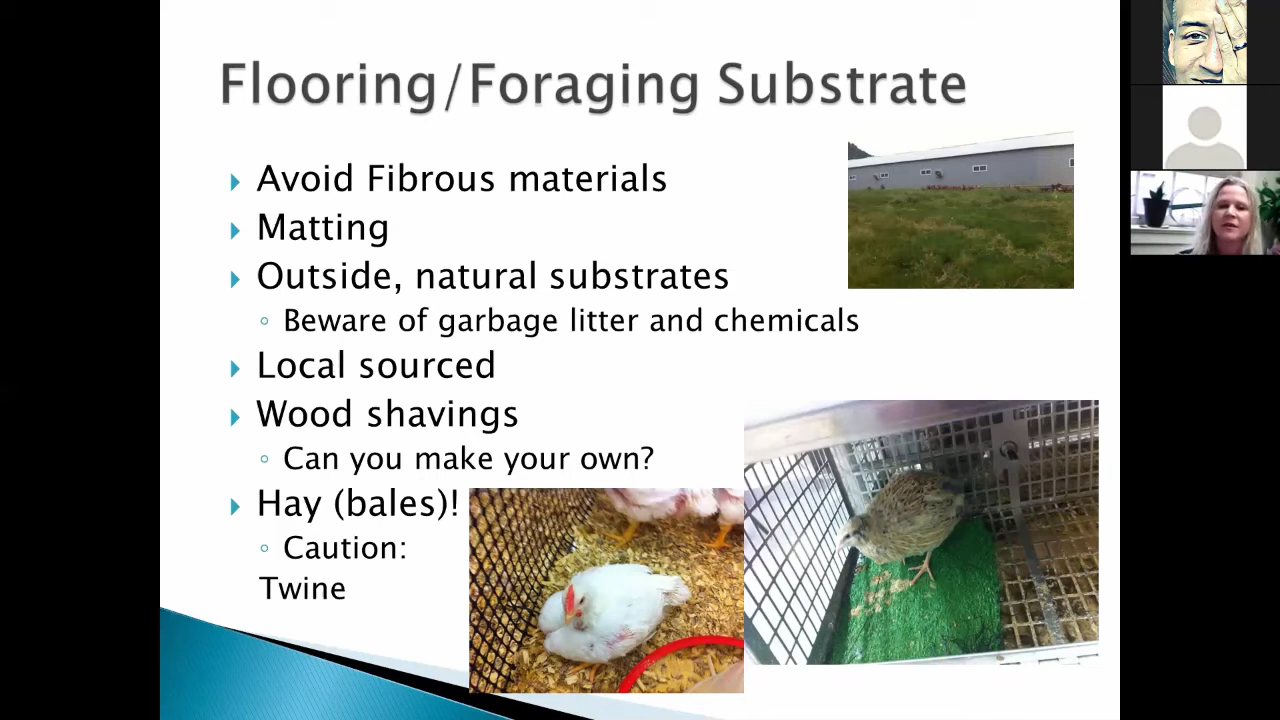 Flooring/Foraging Substrate
Avoid Fibrous materials
Matting
Outside, natural substrates
Beware of garbage litter and chemicals
Local sourced
Wood shavings
Can you make your own?
Hay (bales)!
Caution:
Twine